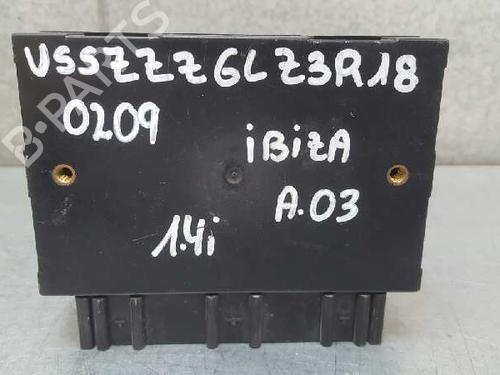 VSSZZZ6LZ3R18
0209
iBizA
A.03
1.4i
B-PARTS